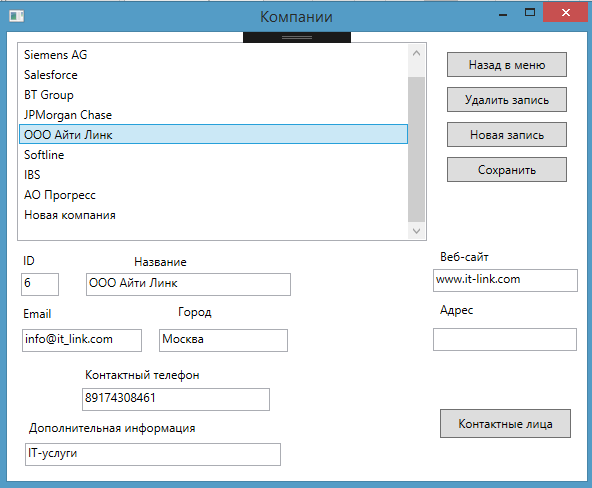 Компании
Siemens AG
Salesforce
BT Group
JPMorgan Chase
ООО Айти Линк
Softline
IBS
АО Прогресс
Новая компания
Назад в меню
Удалить запись
Новая запись
Сохранить
ID
Название
Веб-сайт
6
ООО Айти Линк
www.it-link.com
Email
Город
Адрес
info@it_link.com
Москва
Контактный телефон
89174308461
Контактные лица
Дополнительная информация
IT-услуги